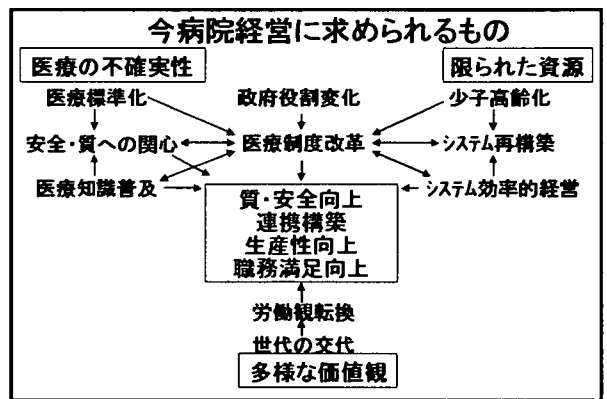 今病院経営に求められるもの
医療の不確実性 限られた資源
医療標準化 政府役割変化 少子高齢化
安全・質への関心 医療制度改革 システム再構築
医療知識普及 システム効率的経営
質・安全向上
連携構築
生産性向上
職務満足向上
労働観転換
世代の交代
多様な価値観